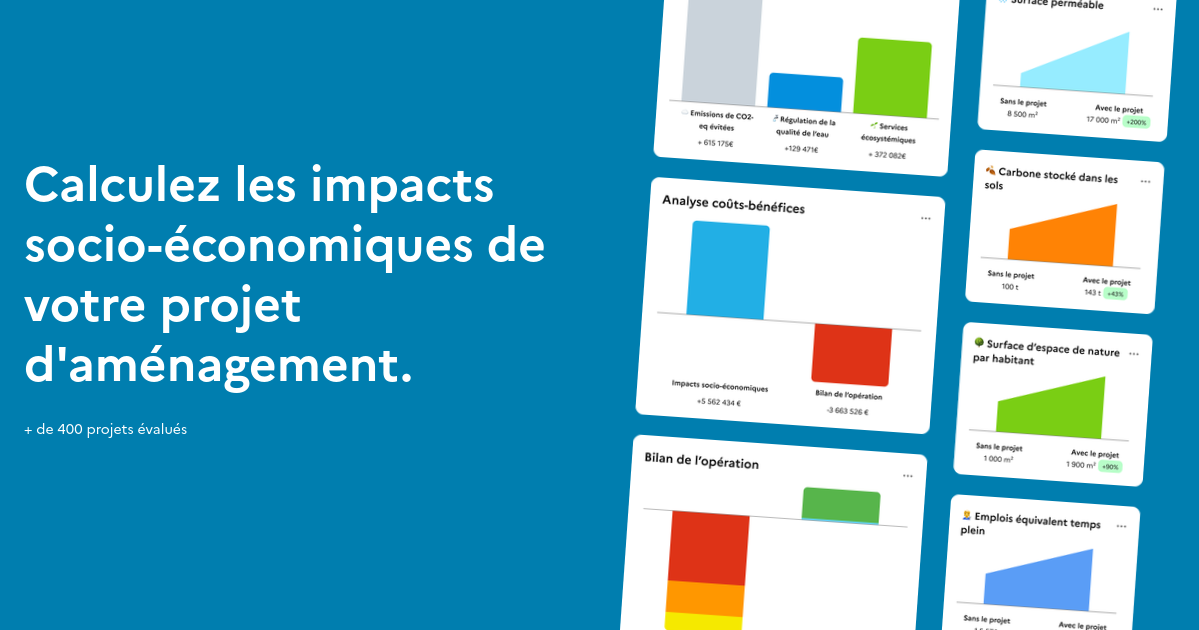 Calculez les impacts
socio-économiques de
votre projet
d'aménagement.
+ de 400 projets évalués
Emissions de CO2-
eq évitées
+ 615 175€
Régulation de la
qualité de l'eau
+129 471€
Services
écosystémiques
+ 372 082€
Analyse coûts-bénéfices
Impacts socio-économiques
+5 562 434 €
Bilan de l'opération
-3 663 526 €
Bilan de l'opération
Surface perméable
Sans le projet
8 500 m²
Avec le projet
17 000 m² +200%
Carbone stocké dans les
sols
Sans le projet
100 t
Avec le projet
143 t +43%
Surface d'espace de nature
par habitant
Sans le projet
1 000 m²
Avec le projet
1 900 m² +90%
Emplois équivalent temps
plein
Sans le projet
Avec le projet